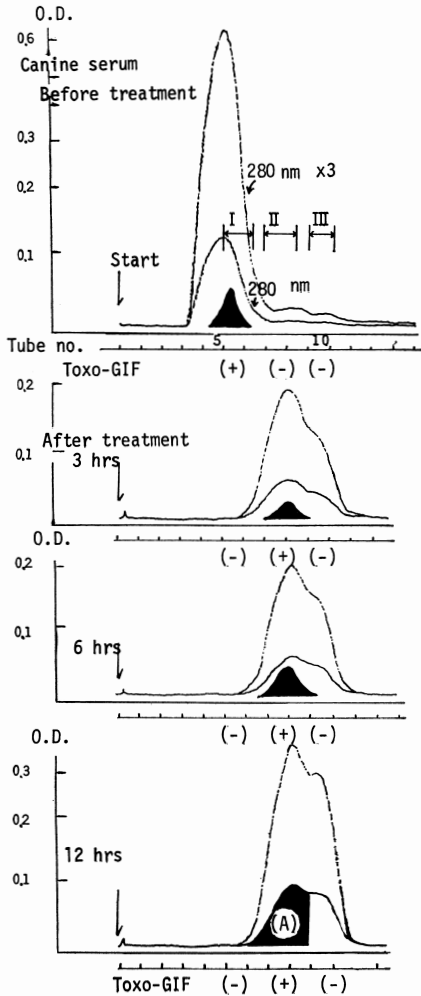 O.D.
0.6
Canine serum
Before treatment
0.3
280 nm x3
0.2
I II III
0.1
Start
280 nm
Tube no. 5 10
Toxo-GIF (+) (-) (-)
0.2
After treatment
0.1
3 hrs
O.D. (-) (+) (-)
0.2
0.1
6 hrs
O.D. (-) (+) (-)
0.3
0.2
12 hrs
0.1
(A)
Toxo-GIF (-) (+) (-)